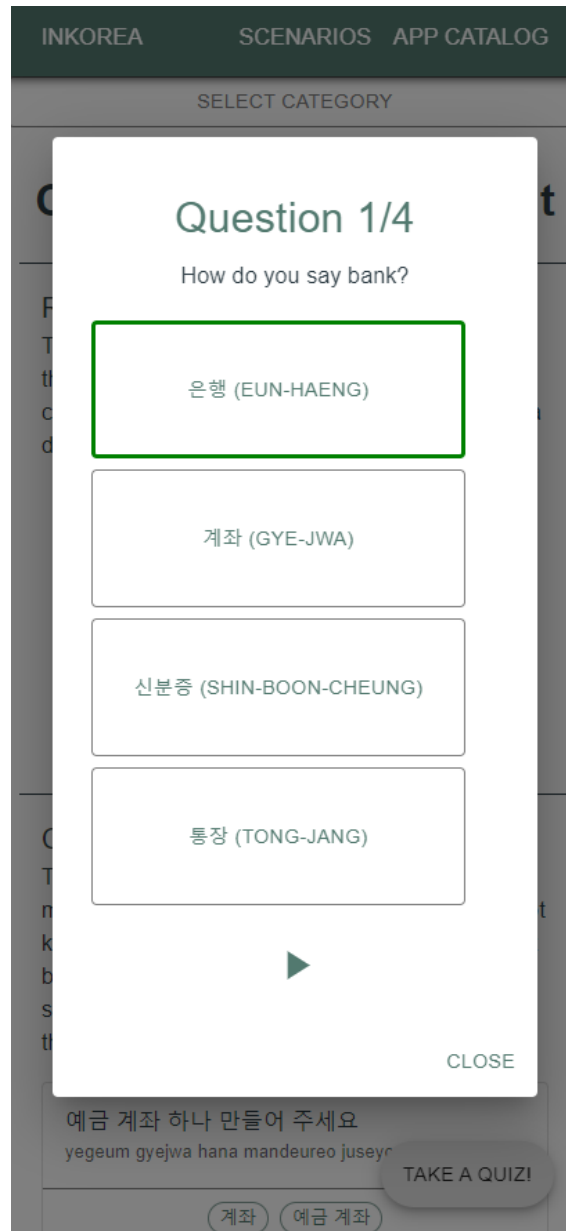 INKOREA SCENARIOS APP CATALOG
SELECT CATEGORY
Question 1/4
How do you say bank?
은행 (EUN-HAENG)
계좌 (GYE-JWA)
신분증 (SHIN-BOON-CHEUNG)
통장 (TONG-JANG)
CLOSE
예금 계좌 하나 만들어 주세요
yegeum gyejwa hana mandeureo juseyo
TAKE A QUIZ!
계좌 예금 계좌